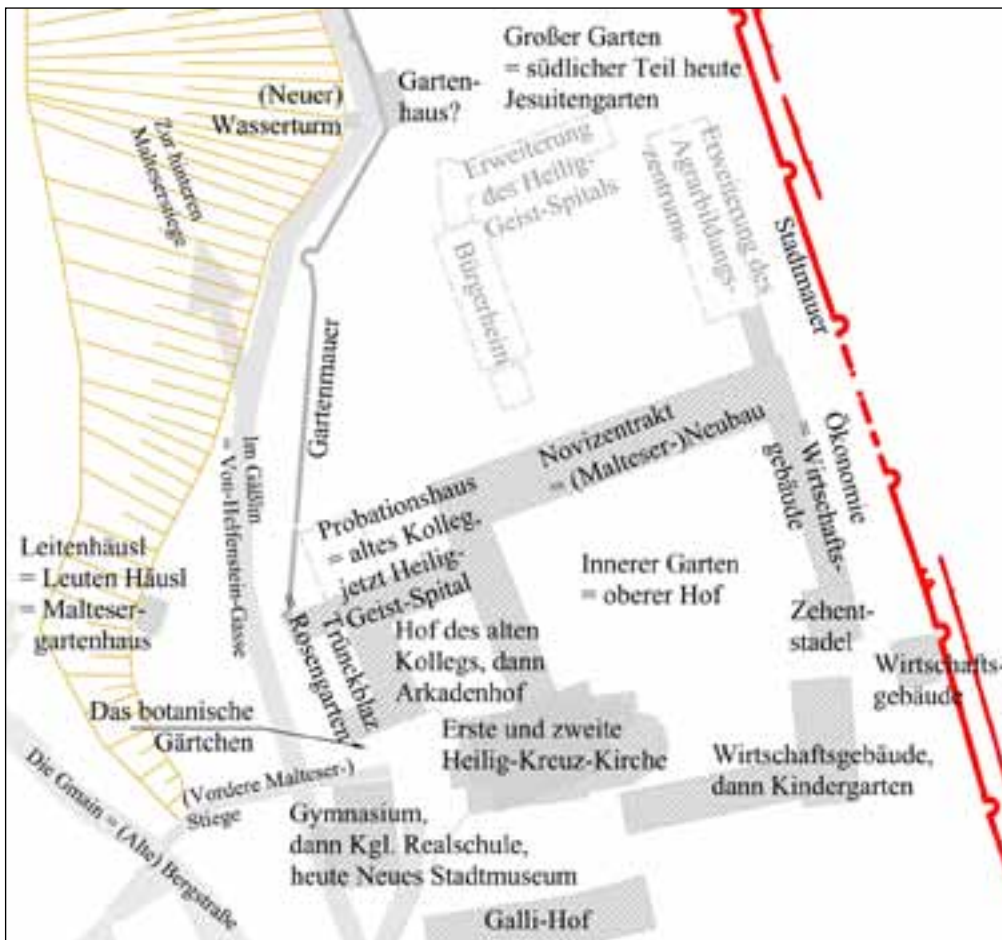 Großer Garten
= südlicher Teil heute
Jesuitengarten
Garten-
haus?
(Neuer)
Wasserturm
Zur hinteren
Malteserstiege
Erweiterung
des Heilig-
Geist-Spitals
Erweiterung des
Agrarbildungs-
zentrums
Bürgerheim
Stadtmauer
Gartenmauer
Im Gäßlin
= Von-Helfenstein-Gasse
Novizentrakt
= (Malteser-)Neubau
Ökonomie
= Wirtschafts-
gebäude
Probationshaus
= altes Kolleg,
jetzt Heilig-
Geist-Spital
Leitenhäusl
= Leuten Häusl
= Malteser-
gartenhaus
Innerer Garten
= oberer Hof
Zehent-
stadel
Trünckblaz
Rosengarten
Hof des alten
Kollegs, dann
Arkadenhof
Wirtschafts-
gebäude
Das botanische
Gärtchen
Erste und zweite
Heilig-Kreuz-Kirche
Wirtschaftsgebäude,
dann Kindergarten
(Vordere Malteser-)
Stiege
Die Gmain = (Alte) Bergstraße
Gymnasium,
dann Kgl. Realschule,
heute Neues Stadtmuseum
Galli-Hof